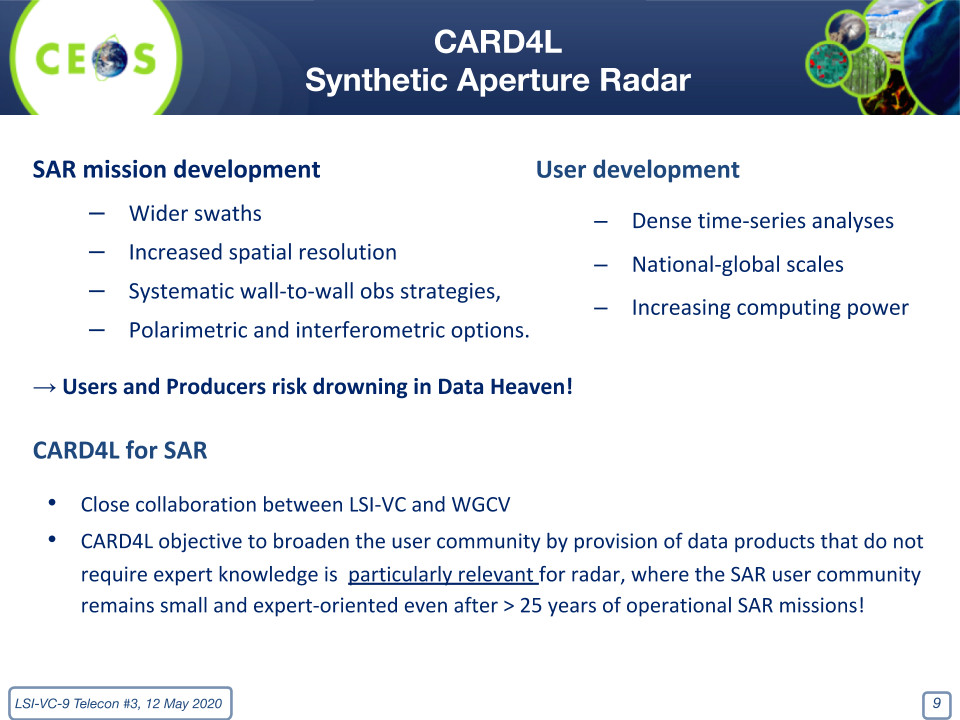 CEOS
CARD4L
Synthetic Aperture Radar
SAR mission development
– Wider swaths
– Increased spatial resolution
– Systematic wall-to-wall obs strategies,
– Polarimetric and interferometric options.
User development
– Dense time-series analyses
– National-global scales
– Increasing computing power
→ Users and Producers risk drowning in Data Heaven!
CARD4L for SAR
• Close collaboration between LSI-VC and WGCV
• CARD4L objective to broaden the user community by provision of data products that do not
require expert knowledge is particularly relevant for radar, where the SAR user community
remains small and expert-oriented even after > 25 years of operational SAR missions!
LSI-VC-9 Telecon #3, 12 May 2020
9